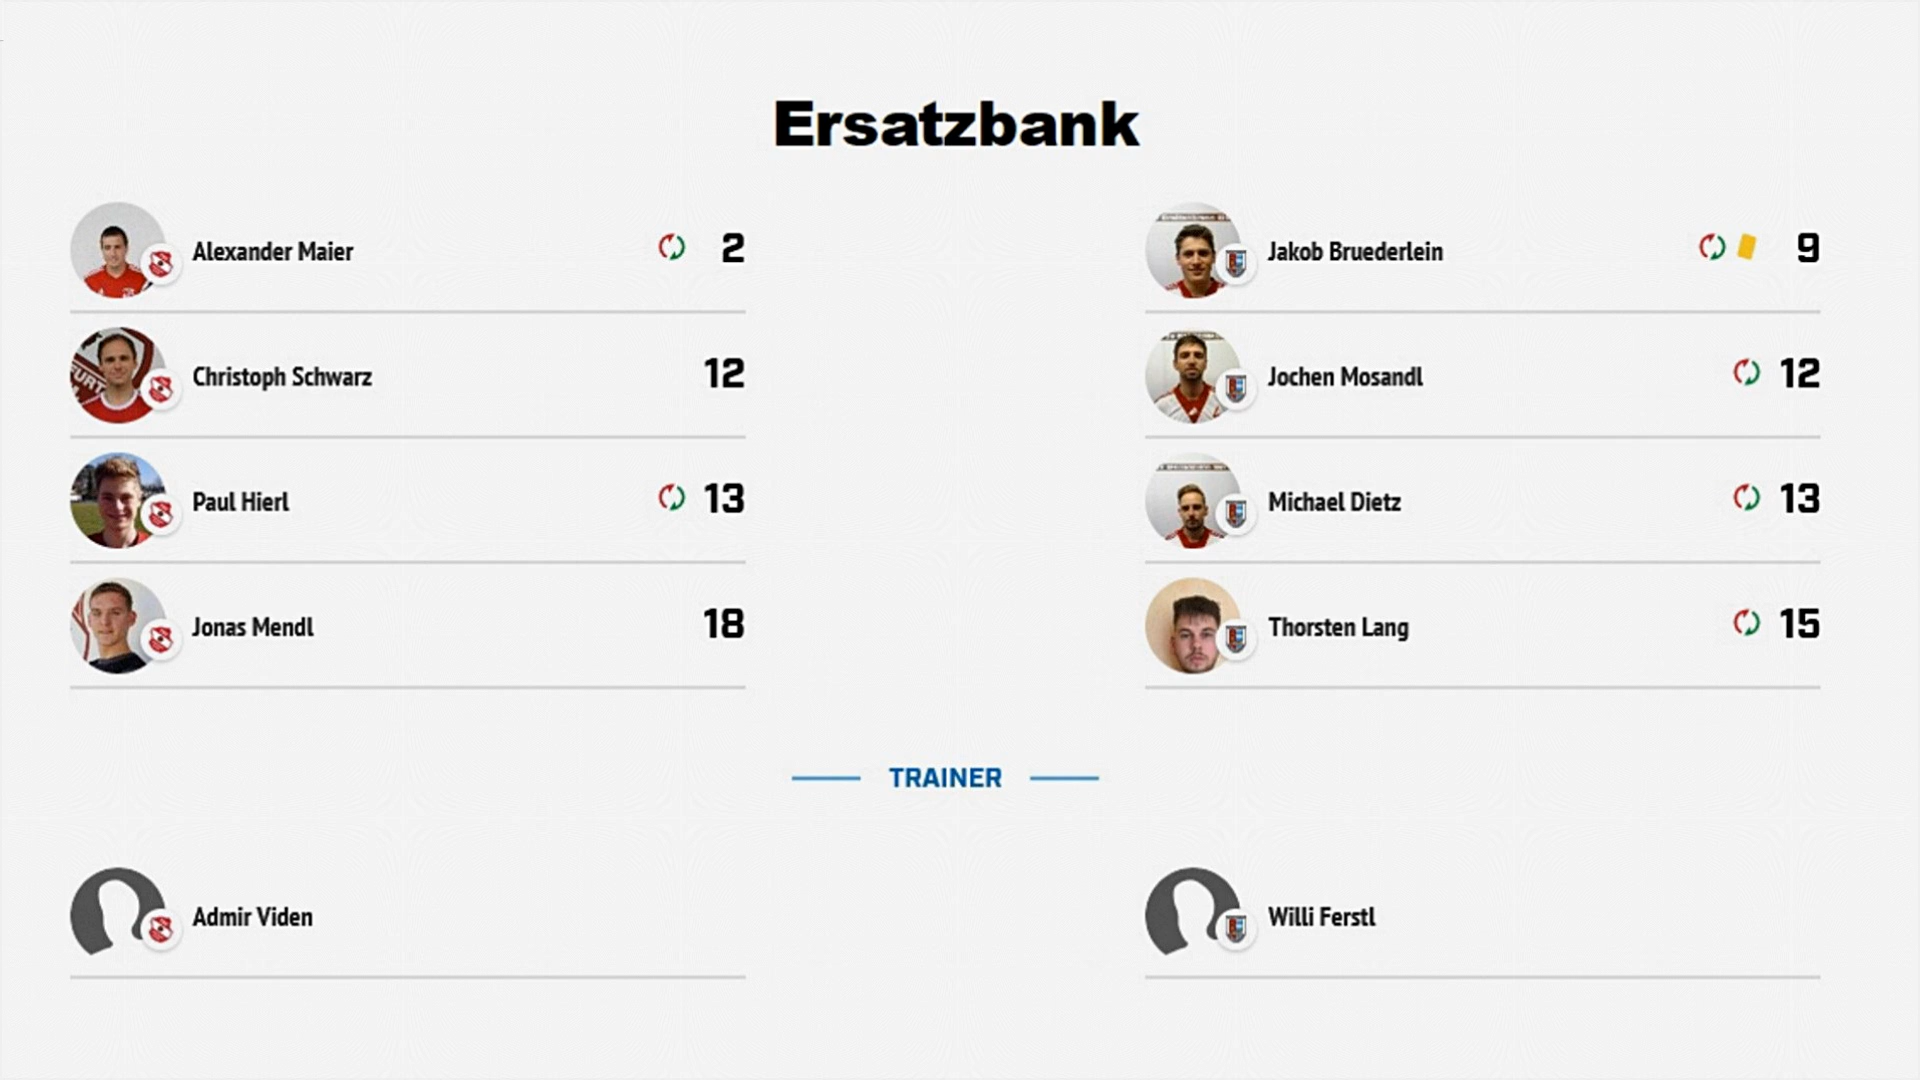 Ersatzbank
Alexander Maier 2
Christoph Schwarz 12
Paul Hierl 13
Jonas Mendl 18
Jakob Bruederlein 9
Jochen Mosandl 12
Michael Dietz 13
Thorsten Lang 15
TRAINER
Admir Viden
Willi Ferstl